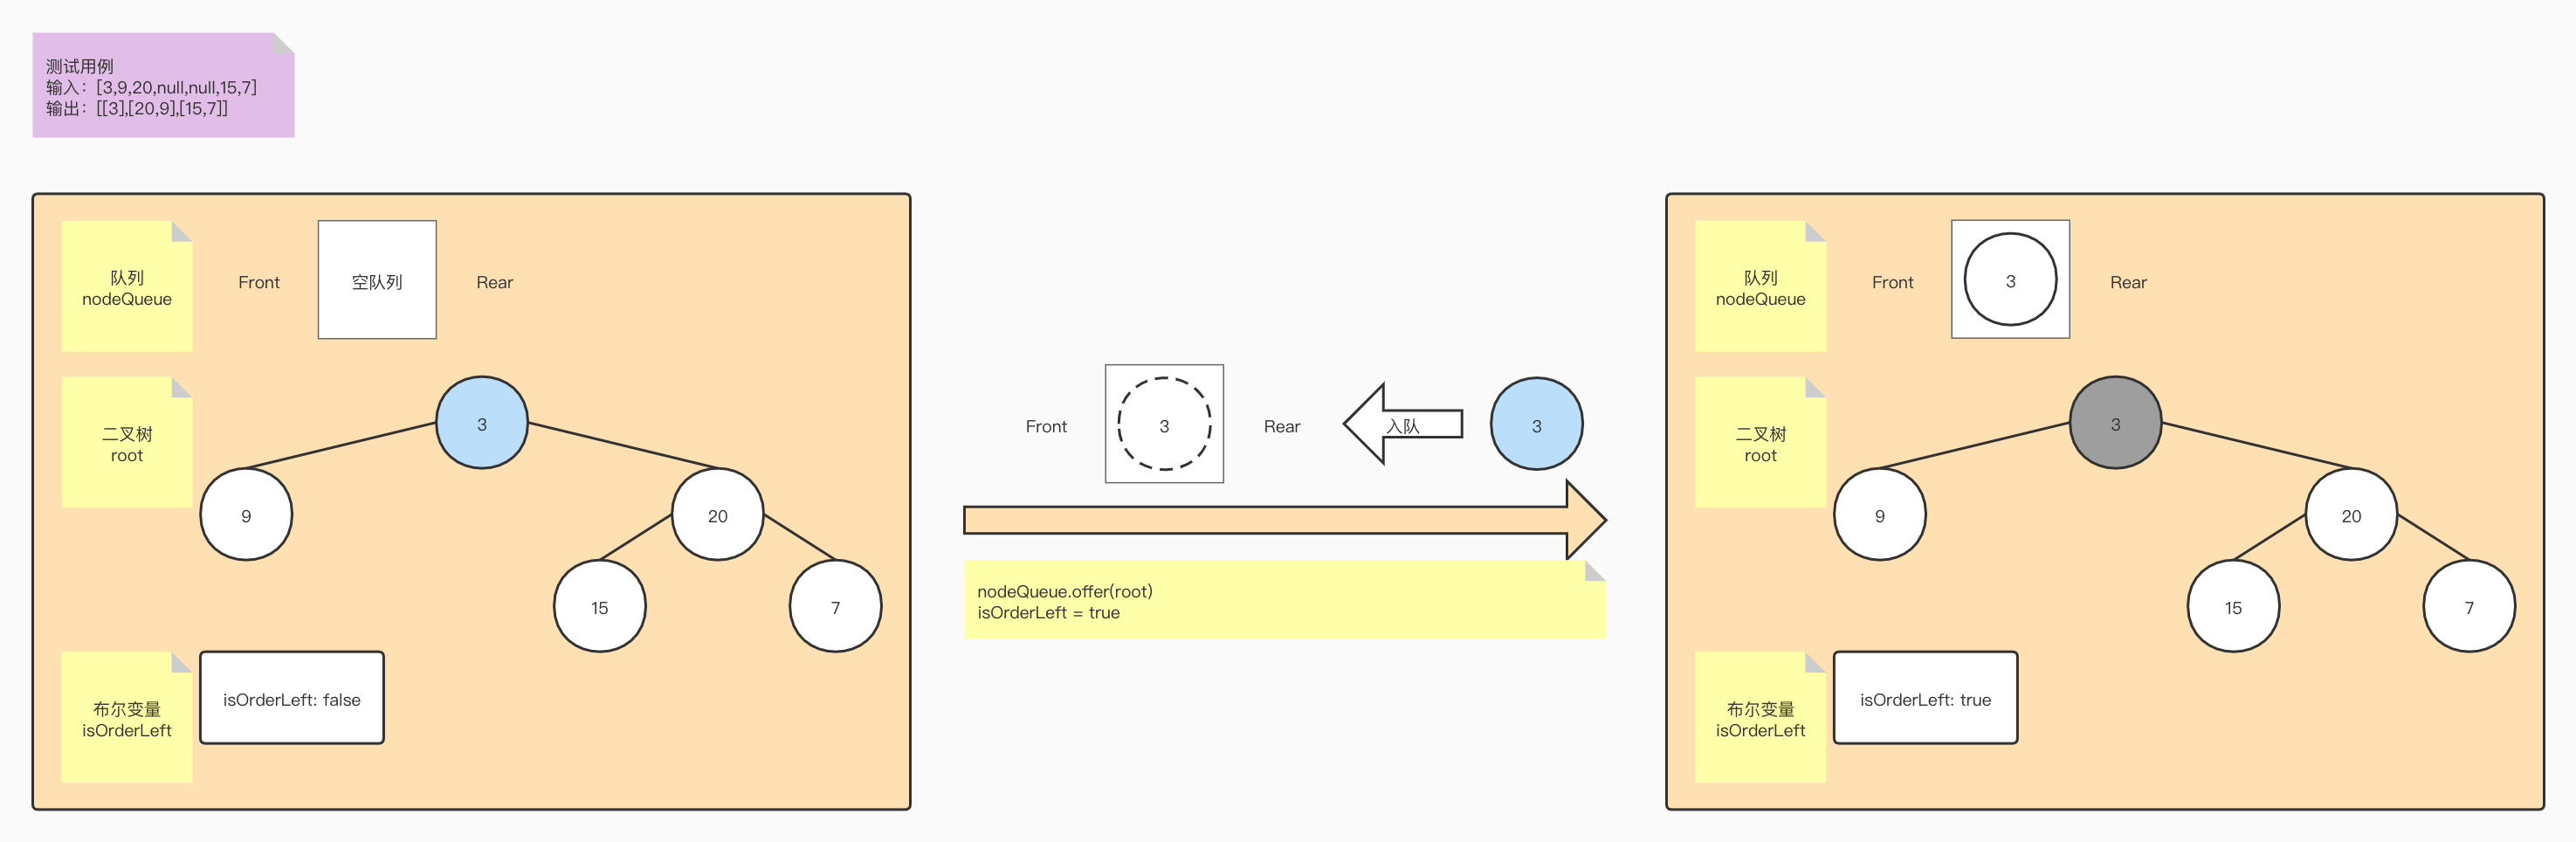 测试用例
输入：[3,9,20,null,null,15,7]
输出：[[3],[20,9],[15,7]]
队列
nodeQueue
Front
空队列
Rear
二叉树
root
3
9
20
15
7
布尔变量
isOrderLeft
isOrderLeft: false
Front
3
Rear
入队
3
nodeQueue.offer(root)
isOrderLeft = true
队列
nodeQueue
Front
3
Rear
二叉树
root
3
9
20
15
7
布尔变量
isOrderLeft
isOrderLeft: true